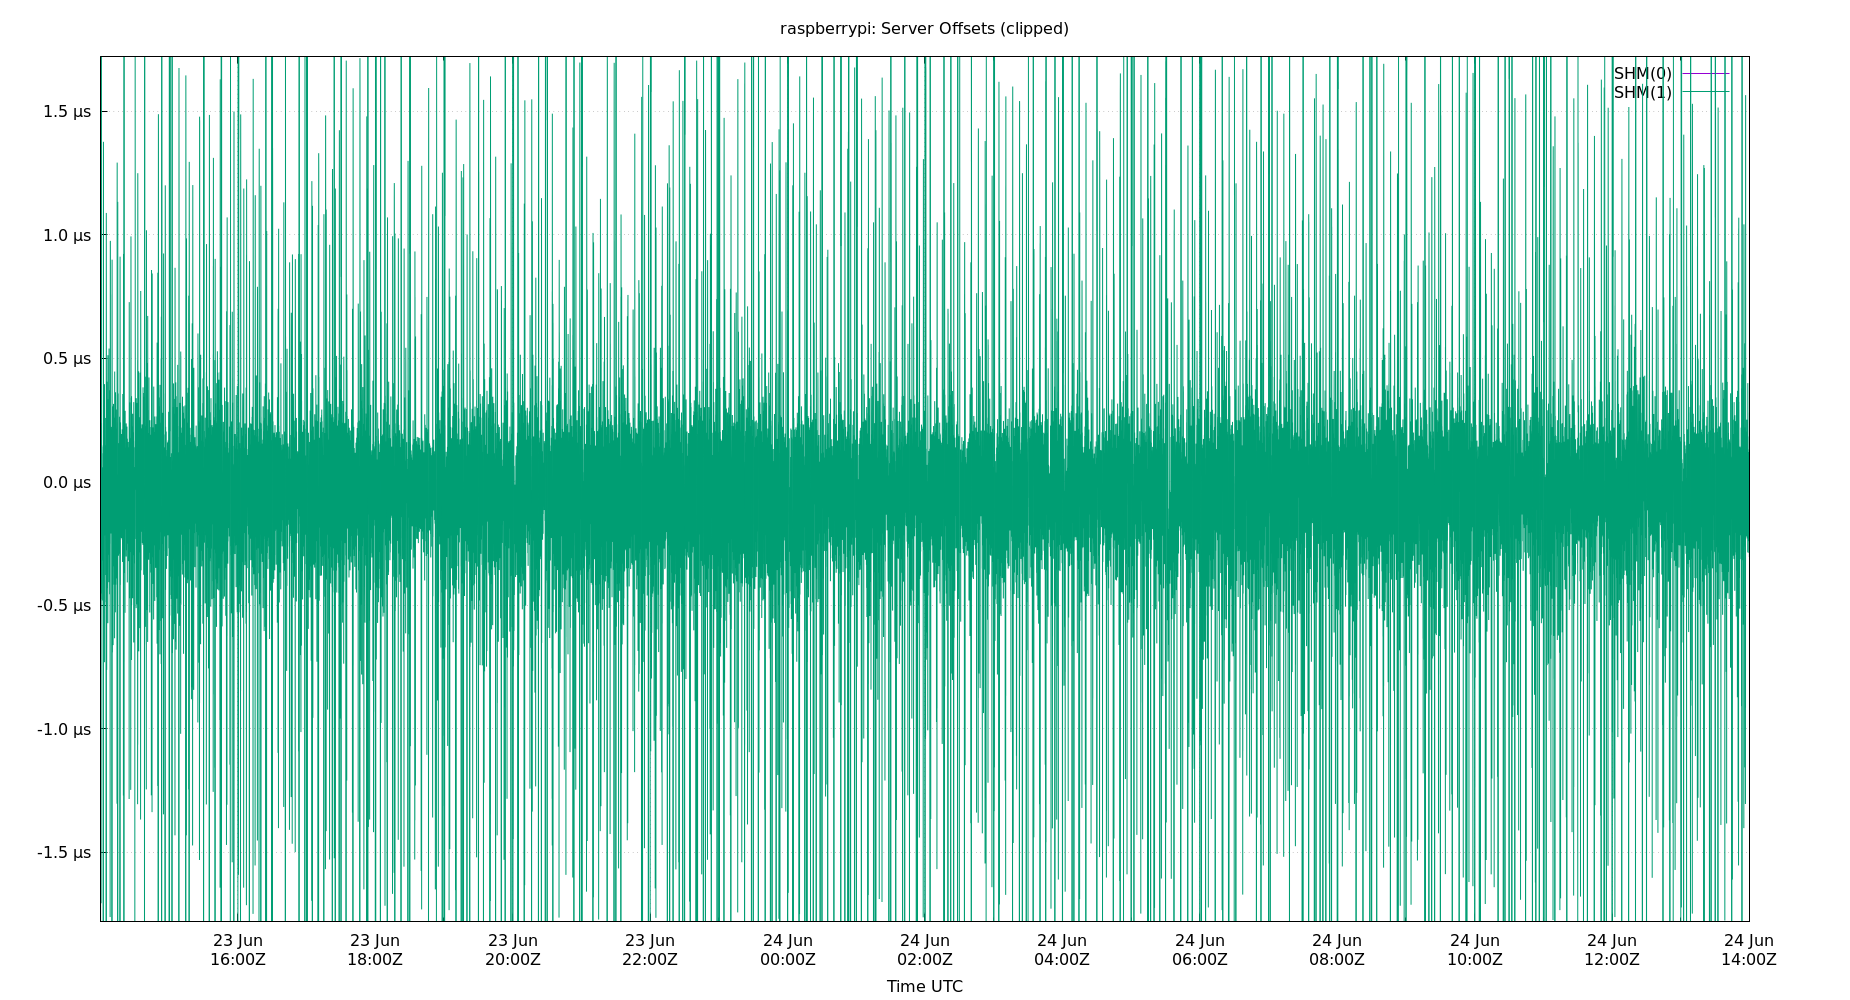 raspberrypi: Server Offsets (clipped)
SHM(0)
SHM(1)
1.5 µs
1.0 µs
0.5 µs
0.0 µs
-0.5 µs
-1.0 µs
-1.5 µs
23 Jun 23 Jun 23 Jun 23 Jun 24 Jun 24 Jun 24 Jun 24 Jun 24 Jun 24 Jun 24 Jun 24 Jun
16:00Z 18:00Z 20:00Z 22:00Z 00:00Z 02:00Z 04:00Z 06:00Z 08:00Z 10:00Z 12:00Z 14:00Z
Time UTC